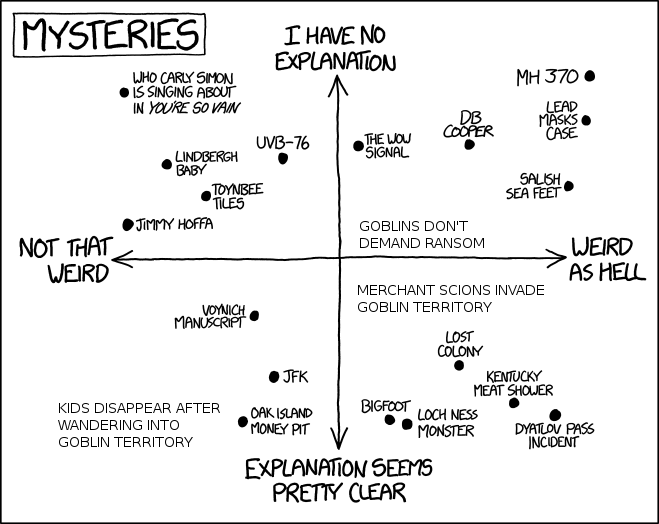 MYSTERIES
I HAVE NO
EXPLANATION
WHO CARLY SIMON
IS SINGING ABOUT
IN YOU'RE SO VAIN
MH 370
LEAD
MASKS
CASE
DB
COOPER
THE WOW
SIGNAL
UVB-76
LINDBERGH
BABY
TOYNBEE
TILES
SALISH
SEA FEET
JIMMY HOFFA
GOBLINS DON'T
DEMAND RANSOM
NOT THAT
WEIRD
WEIRD
AS HELL
MERCHANT SCIONS INVADE
GOBLIN TERRITORY
VOYNICH
MANUSCRIPT
LOST
COLONY
JFK
KENTUCKY
MEAT SHOWER
KIDS DISAPPEAR AFTER
WANDERING INTO
GOBLIN TERRITORY
OAK ISLAND
MONEY PIT
BIGFOOT
LOCH NESS
MONSTER
DYATLOV PASS
INCIDENT
EXPLANATION SEEMS
PRETTY CLEAR